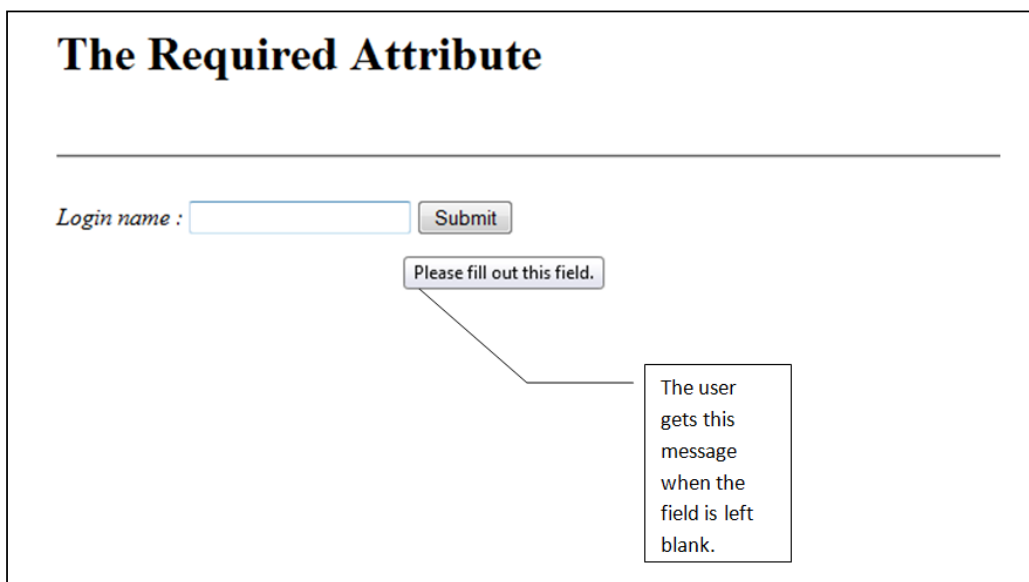 The Required Attribute
Login name : Submit
Please fill out this field.
The user
gets this
message
when the
field is left
blank.